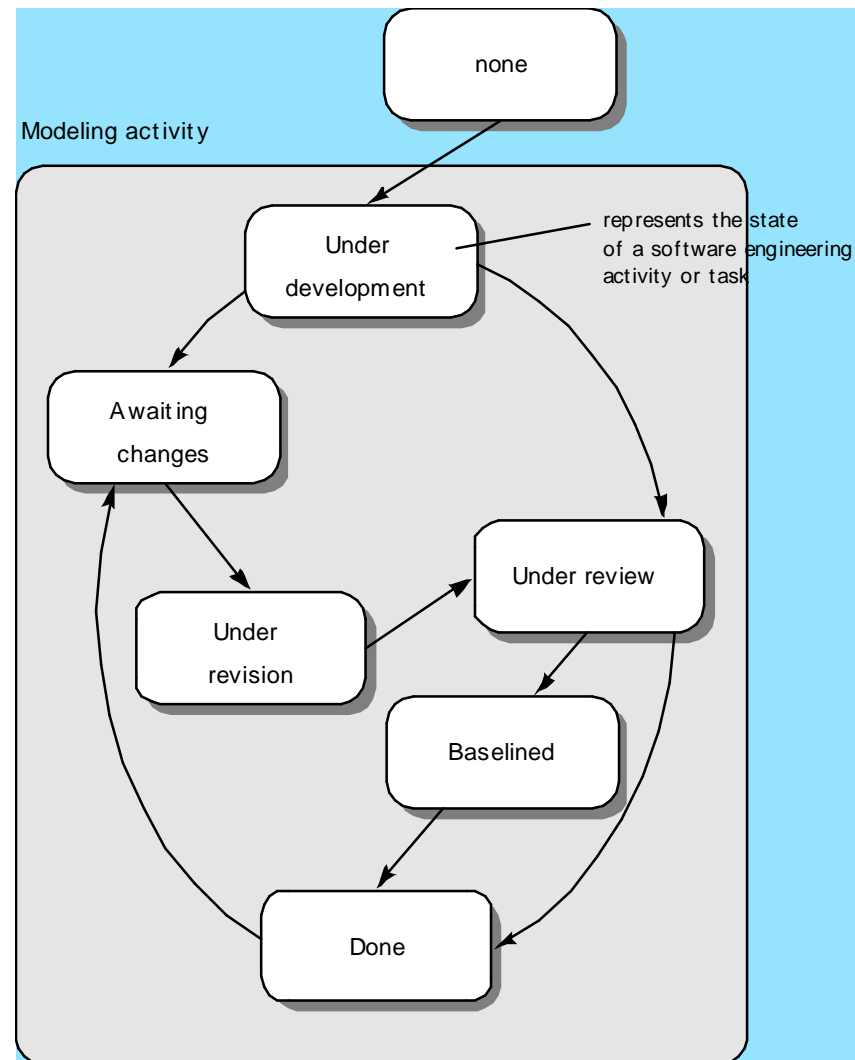 none
Modeling activity
represents the state
of a software engineering
activity or task
Under
development
Awaiting
changes
Under review
Under
revision
Baselined
Done